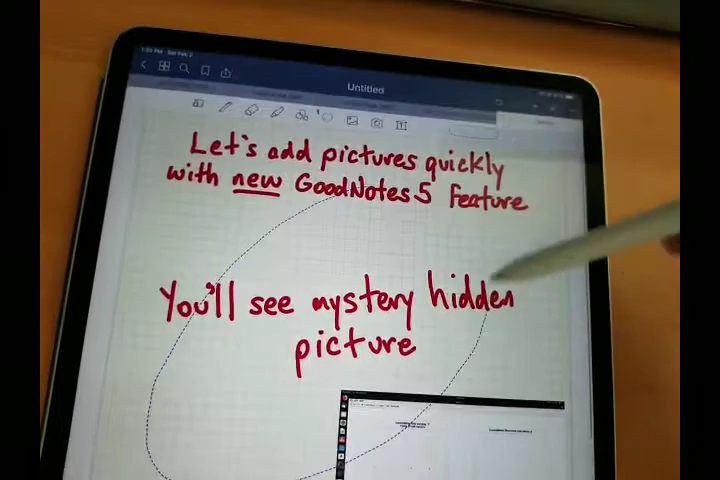 Untitled
Let's add pictures quickly
with new GoodNotes 5 Feature
You'll see mystery hidden
picture